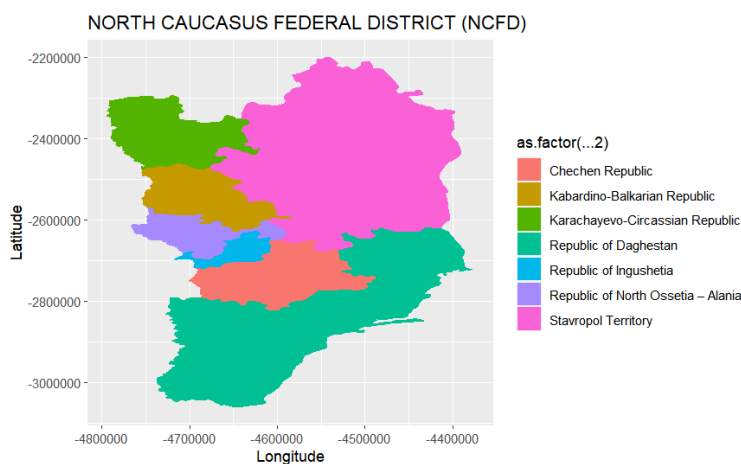 NORTH CAUCASUS FEDERAL DISTRICT (NCFD)
-2200000
-2400000
-2600000
-2800000
-3000000
Latitude
-4800000 -4700000 -4600000 -4500000 -4400000
Longitude
as.factor(...2)
Chechen Republic
Kabardino-Balkarian Republic
Karachayevo-Circassian Republic
Republic of Daghestan
Republic of Ingushetia
Republic of North Ossetia – Alania
Stavropol Territory